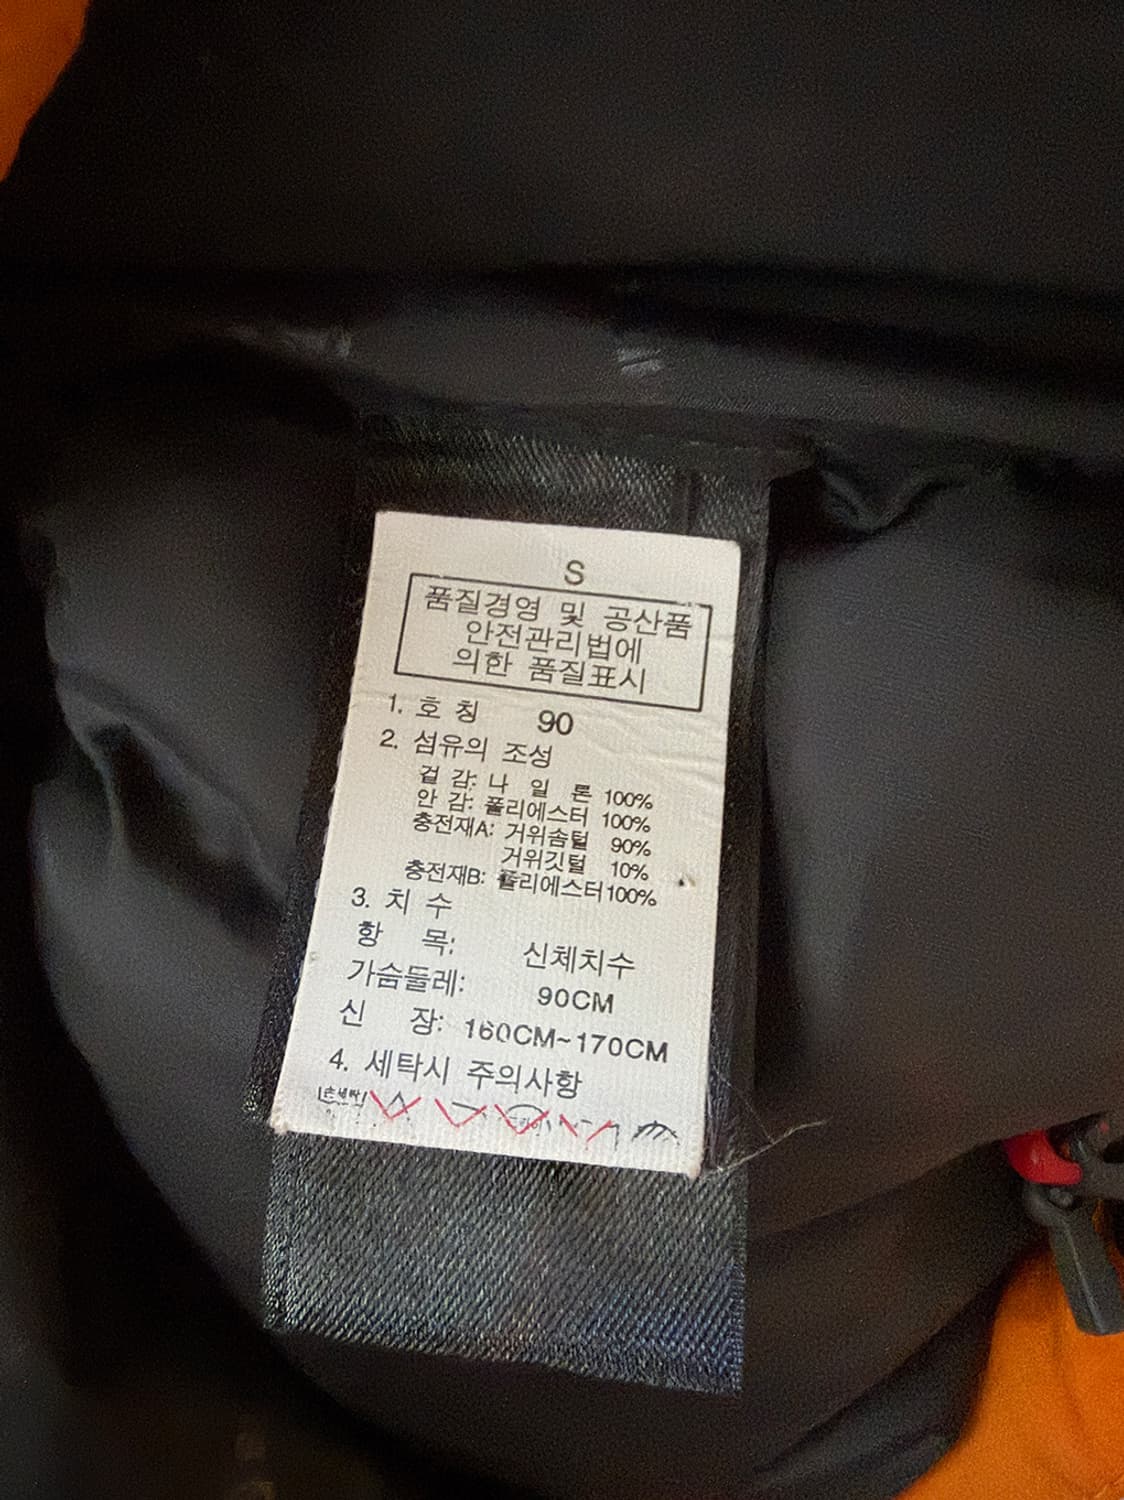 S
품질경영 및 공산품
안전관리법에
의한 품질표시
1. 호 칭 90
2. 섬유의 조성
겉 감: 나 일 론 100%
안 감: 폴리에스터 100%
충전재A: 거위솜털 90%
거위깃털 10%
충전재B: 폴리에스터100%
3. 치 수
항 목: 신체치수
가슴둘레: 90CM
신 장: 160CM~170CM
4. 세탁시 주의사항
손세탁